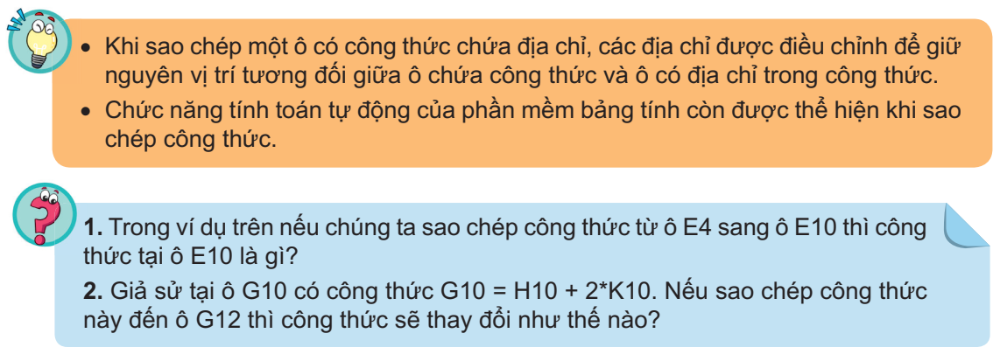 • Khi sao chép một ô có công thức chứa địa chỉ, các địa chỉ được điều chỉnh để giữ
nguyên vị trí tương đối giữa ô chứa công thức và ô có địa chỉ trong công thức.
• Chức năng tính toán tự động của phần mềm bảng tính còn được thể hiện khi sao
chép công thức.
1. Trong ví dụ trên nếu chúng ta sao chép công thức từ ô E4 sang ô E10 thì công
thức tại ô E10 là gì?
2. Giả sử tại ô G10 có công thức G10 = H10 + 2*K10. Nếu sao chép công thức
này đến ô G12 thì công thức sẽ thay đổi như thế nào?